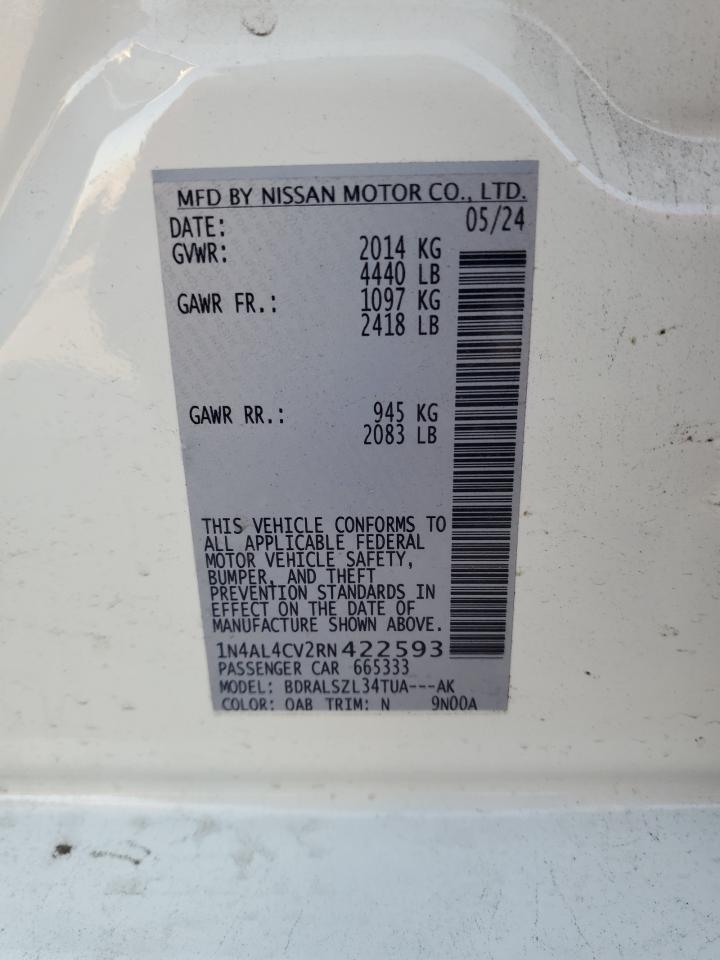 MFD BY NISSAN MOTOR CO., LTD.
DATE: 05/24
GVWR: 2014 KG
4440 LB
GAWR FR.: 1097 KG
2418 LB
GAWR RR.: 945 KG
2083 LB
THIS VEHICLE CONFORMS TO
ALL APPLICABLE FEDERAL
MOTOR VEHICLE SAFETY,
BUMPER, AND THEFT
PREVENTION STANDARDS IN
EFFECT ON THE DATE OF
MANUFACTURE SHOWN ABOVE.
1N4AL4CV2RN422593
PASSENGER CAR 665333
MODEL: BDRALSZL34TUA---AK
COLOR: QAB TRIM: N 9N00A